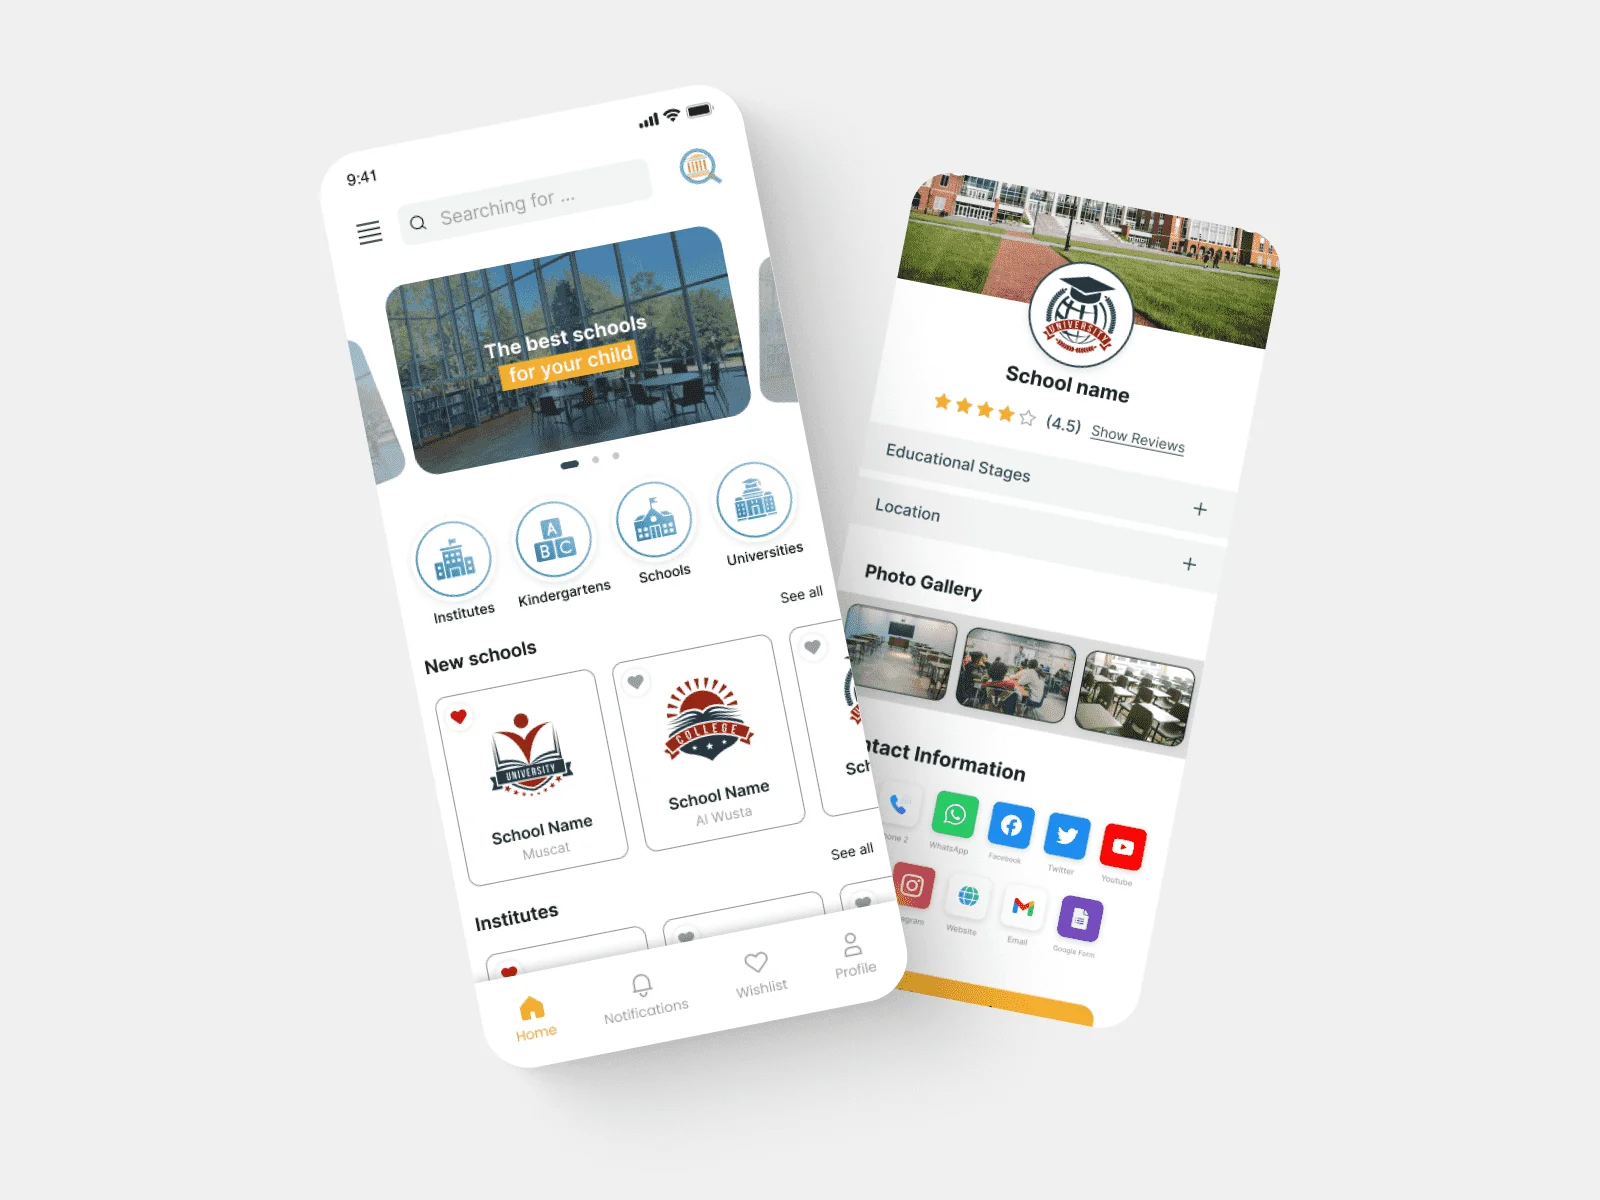 9:41
Searching for ...
The best schools
for your child
Institutes
Kindergartens
Schools
Universities
See all
New schools
UNIVERSITY
School Name
Muscat
COLLEGE
School Name
Al Wusta
Sch
See all
Institutes
Home
Notifications
Wishlist
Profile
UNIVERSITY
School name
(4.5) Show Reviews
Educational Stages +
Location +
Photo Gallery
ntact Information
one 2
WhatsApp
Facebook
Twitter
Youtube
agram
Website
Email
Google Form